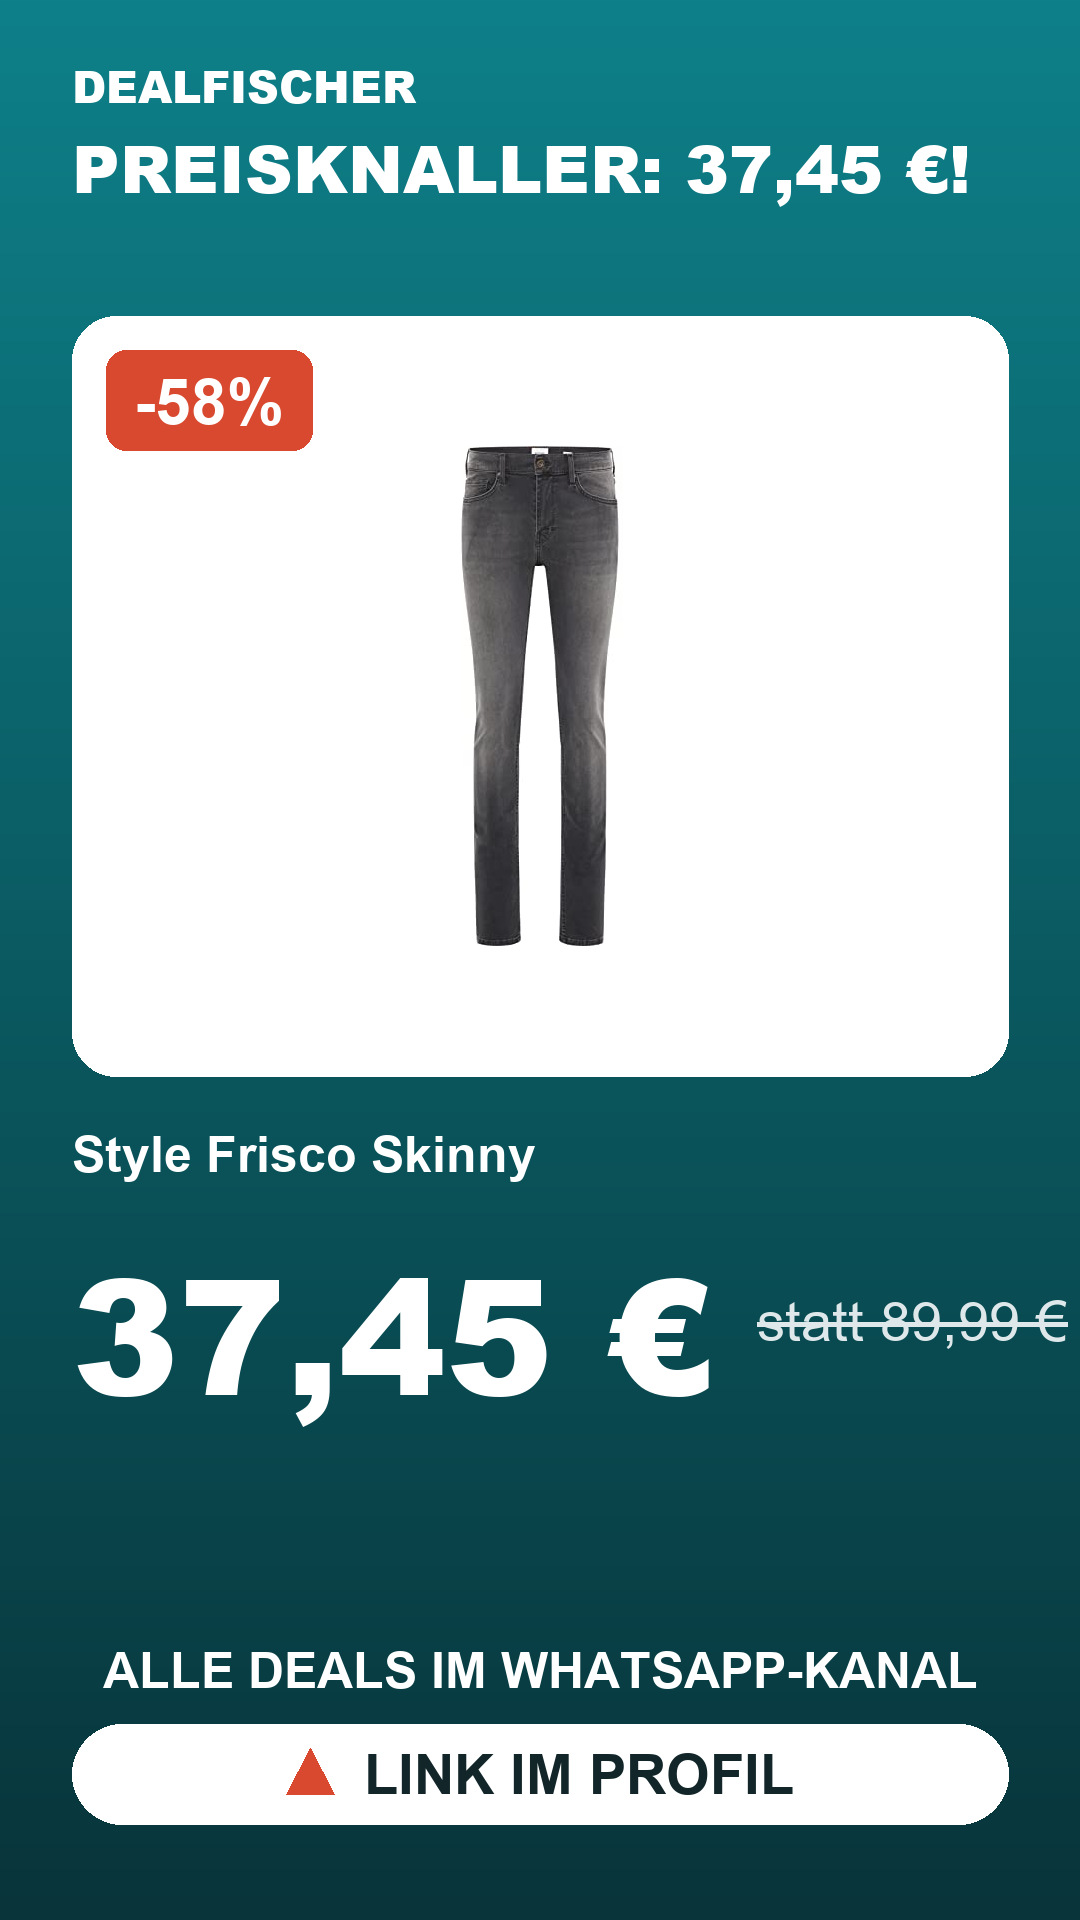 DEALFISCHER
PREISKNALLER: 37,45 €!
-58%
Style Frisco Skinny
37,45 € statt 89,99 €
ALLE DEALS IM WHATSAPP-KANAL
LINK IM PROFIL